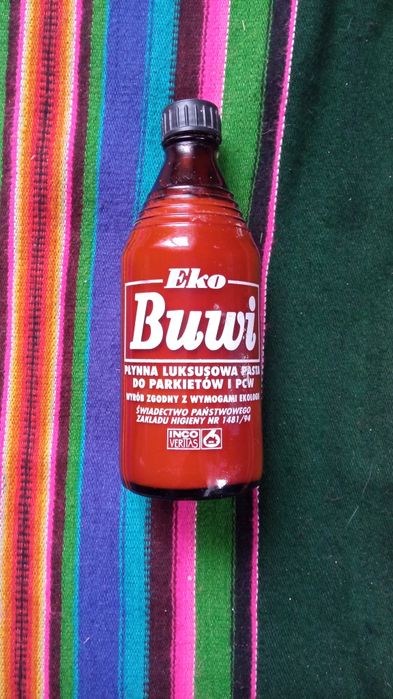 Eko
Buwi
PŁYNNA LUKSUSOWA PASTA
DO PARKIETÓW I PCW
WYRÓB ZGODNY Z WYMOGAMI EKOLOGII
ŚWIADECTWO PAŃSTWOWEGO
ZAKŁADU HIGIENY NR 1481/94
INCO
VERITAS